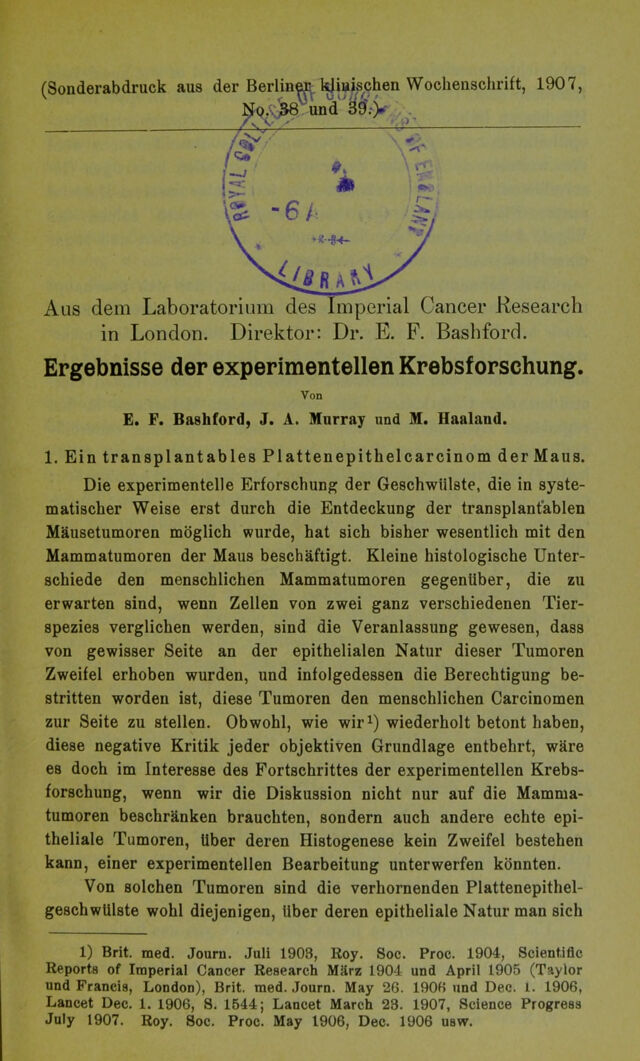 (Sonderabdruck aus der Berliner klinischen Wochenschrift, 1907,
No. 38 und 39.)
ROYAL COLLEGE OF SURGEONS OF ENGLAND
-6
LIBRARY
Aus dem Laboratorium des Imperial Cancer Research
in London. Direktor: Dr. E. F. Bashford.
Ergebnisse der experimentellen Krebsforschung.
Von
E. F. Bashford, J. A. Murray und M. Haaland.
1. Ein transplantables Plattenepithelcarcinom der Maus.
Die experimentelle Erforschung der Geschwülste, die in syste-
matischer Weise erst durch die Entdeckung der transplantablen
Mäusetumoren möglich wurde, hat sich bisher wesentlich mit den
Mammatumoren der Maus beschäftigt. Kleine histologische Unter-
schiede den menschlichen Mammatumoren gegenüber, die zu
erwarten sind, wenn Zellen von zwei ganz verschiedenen Tier-
spezies verglichen werden, sind die Veranlassung gewesen, dass
von gewisser Seite an der epithelialen Natur dieser Tumoren
Zweifel erhoben wurden, und infolgedessen die Berechtigung be-
stritten worden ist, diese Tumoren den menschlichen Carcinomen
zur Seite zu stellen. Obwohl, wie wir¹) wiederholt betont haben,
diese negative Kritik jeder objektiven Grundlage entbehrt, wäre
es doch im Interesse des Fortschrittes der experimentellen Krebs-
forschung, wenn wir die Diskussion nicht nur auf die Mamma-
tumoren beschränken brauchten, sondern auch andere echte epi-
theliale Tumoren, über deren Histogenese kein Zweifel bestehen
kann, einer experimentellen Bearbeitung unterwerfen könnten.
Von solchen Tumoren sind die verhornenden Plattenepithel-
geschwülste wohl diejenigen, über deren epitheliale Natur man sich
1) Brit. med. Journ. Juli 1903, Roy. Soc. Proc. 1904, Scientific
Reports of Imperial Cancer Research März 1904 und April 1905 (Taylor
und Francis, London), Brit. med. Journ. May 26. 1906 und Dec. 1. 1906,
Lancet Dec. 1. 1906, S. 1544; Lancet March 23. 1907, Science Progress
July 1907. Roy. Soc. Proc. May 1906, Dec. 1906 usw.